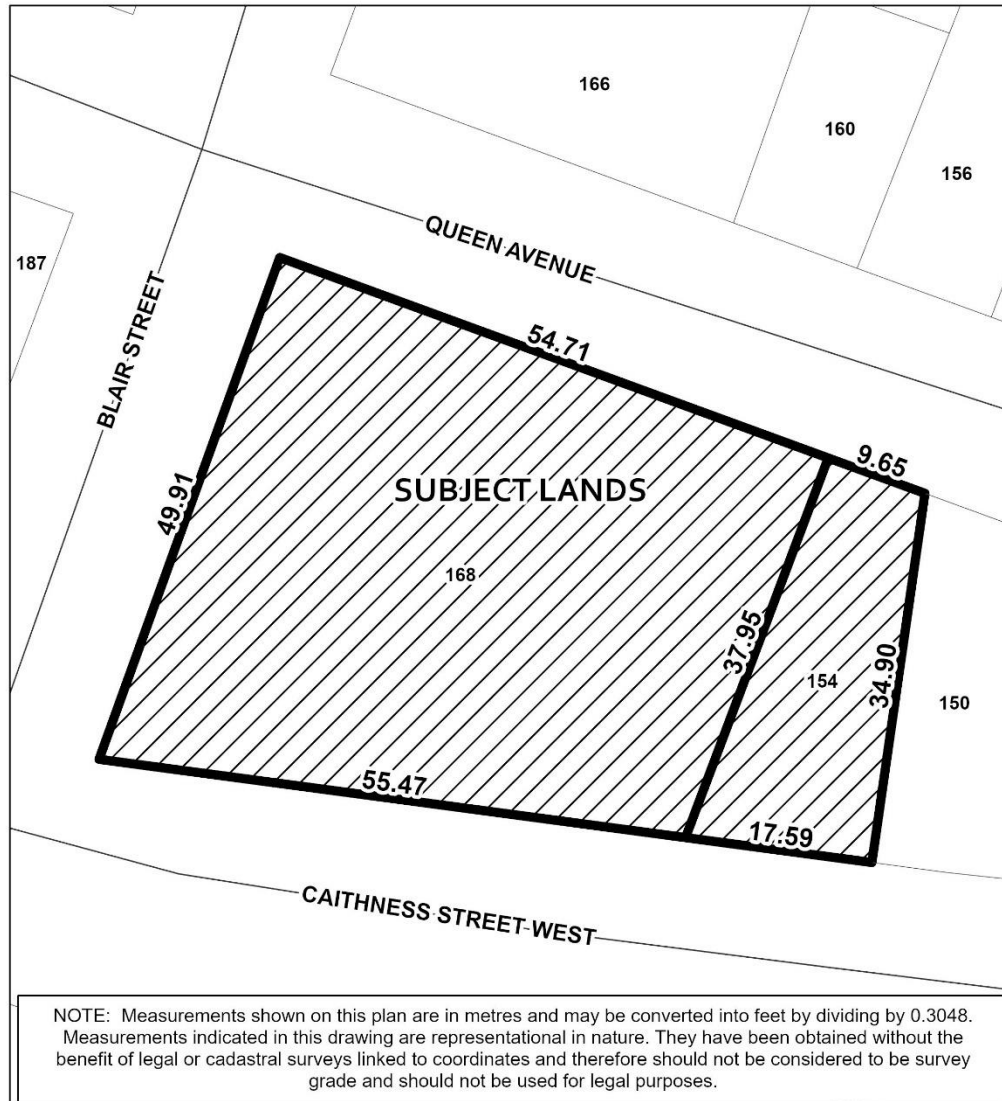 166
160
156
QUEEN AVENUE
187
BLAIR STREET
54.71
9.65
SUBJECT LANDS
49.91
168
37.95
154
34.90
150
55.47
17.59
CAITHNESS STREET WEST
NOTE: Measurements shown on this plan are in metres and may be converted into feet by dividing by 0.3048.
Measurements indicated in this drawing are representational in nature. They have been obtained without the
benefit of legal or cadastral surveys linked to coordinates and therefore should not be considered to be survey
grade and should not be used for legal purposes.